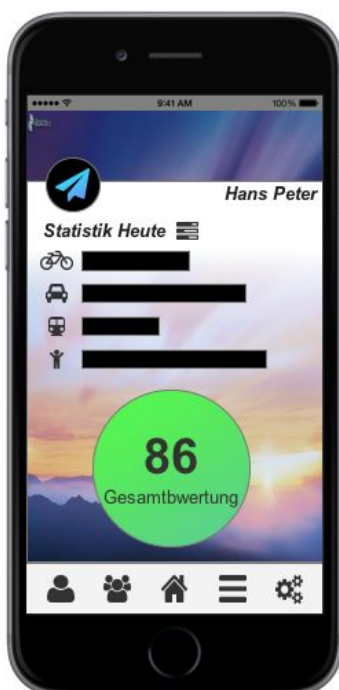 9:41 AM
100%
Hans Peter
Statistik Heute
86
Gesamtbwertung